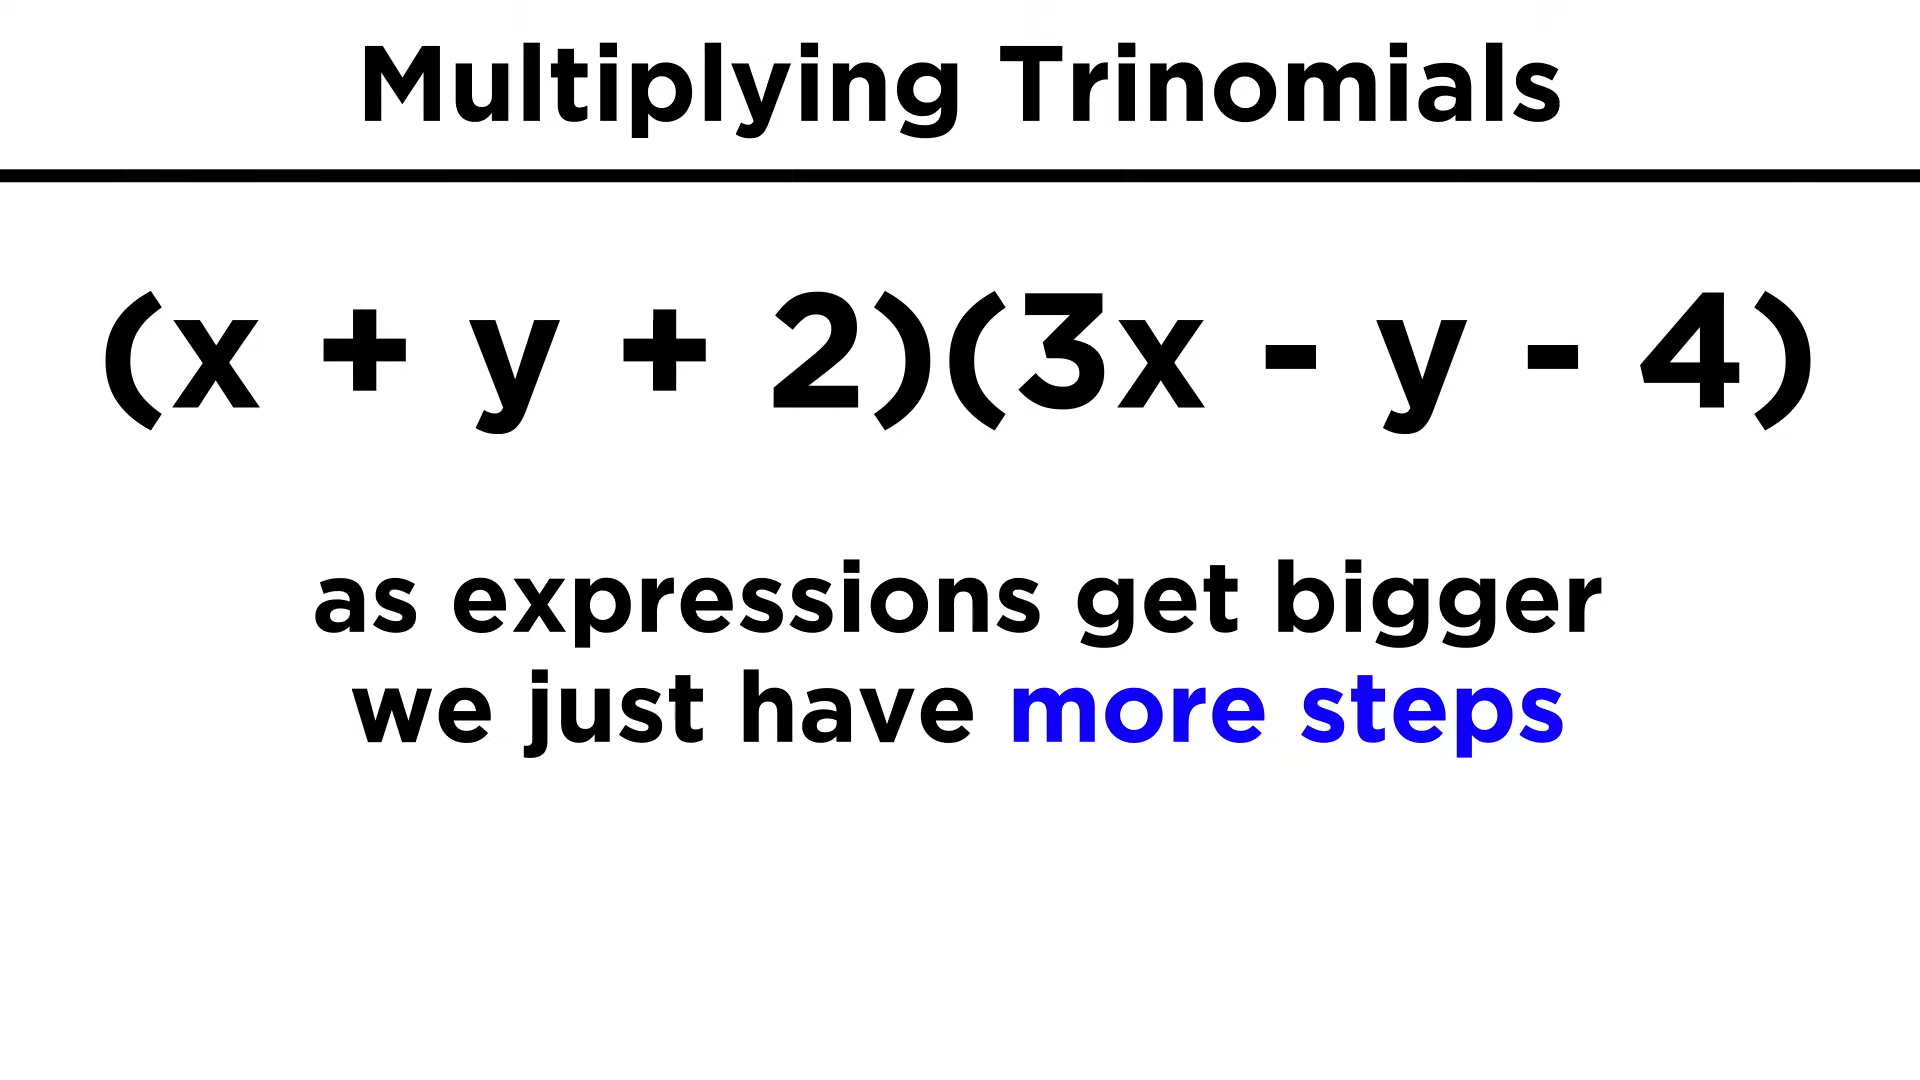 Multiplying Trinomials
(x + y + 2)(3x - y - 4)
as expressions get bigger
we just have more steps